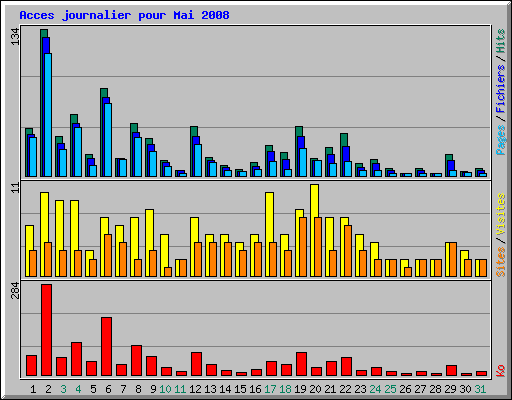 Acces journalier pour Mai 2008
134
Pages / Fichiers / Hits
11
Sites / Visites
284
Ko
1 2 3 4 5 6 7 8 9 10 11 12 13 14 15 16 17 18 19 20 21 22 23 24 25 26 27 28 29 30 31